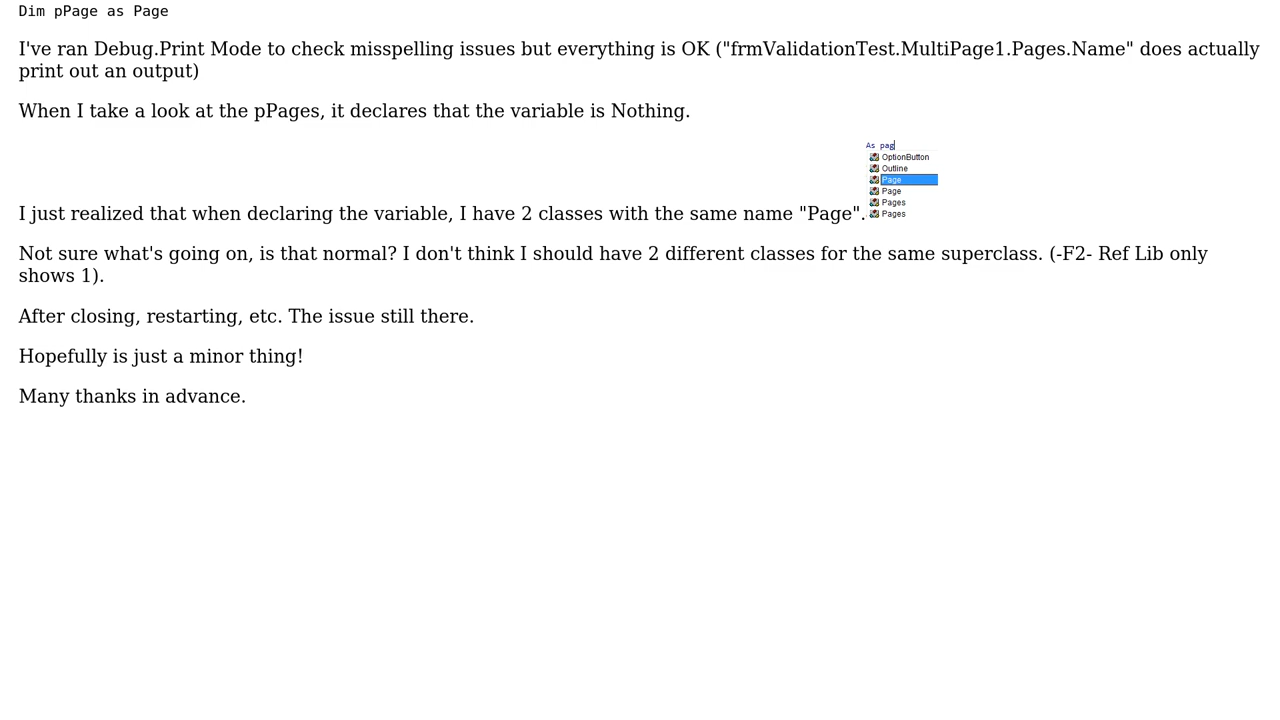 Dim pPage as Page
I've ran Debug.Print Mode to check misspelling issues but everything is OK ("frmValidationTest.MultiPage1.Pages.Name" does actually
print out an output)
When I take a look at the pPages, it declares that the variable is Nothing.
As pag
OptionButton
Outline
Page
Page
Pages
Pages
I just realized that when declaring the variable, I have 2 classes with the same name "Page".
Not sure what's going on, is that normal? I don't think I should have 2 different classes for the same superclass. (-F2- Ref Lib only
shows 1).
After closing, restarting, etc. The issue still there.
Hopefully is just a minor thing!
Many thanks in advance.